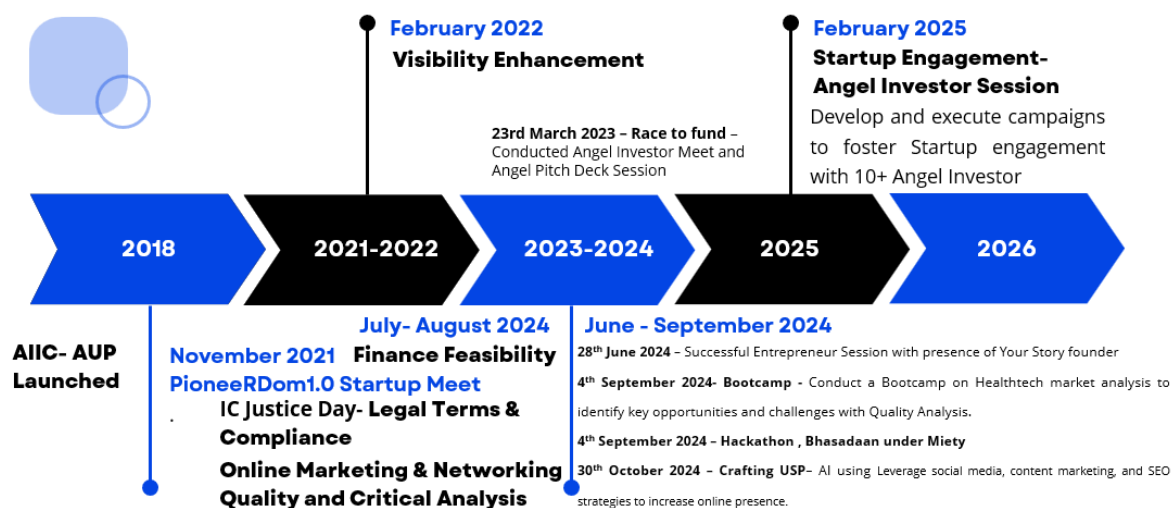 February 2022
Visibility Enhancement
February 2025
Startup Engagement-
Angel Investor Session
Develop and execute campaigns
to foster Startup engagement
with 10+ Angel Investor
23rd March 2023 – Race to fund –
Conducted Angel Investor Meet and
Angel Pitch Deck Session
2018
2021-2022
2023-2024
2025
2026
AIIC- AUP
Launched
November 2021
PioneeRDom1.0 Startup Meet
.
July- August 2024
Finance Feasibility
IC Justice Day- Legal Terms &
Compliance
Online Marketing & Networking
Quality and Critical Analysis
June - September 2024
28th June 2024 – Successful Entrepreneur Session with presence of Your Story founder
4th September 2024- Bootcamp - Conduct a Bootcamp on Healthtech market analysis to
identify key opportunities and challenges with Quality Analysis.
4th September 2024 – Hackathon , Bhasadaan under Miety
30th October 2024 – Crafting USP– AI using Leverage social media, content marketing, and SEO
strategies to increase online presence.